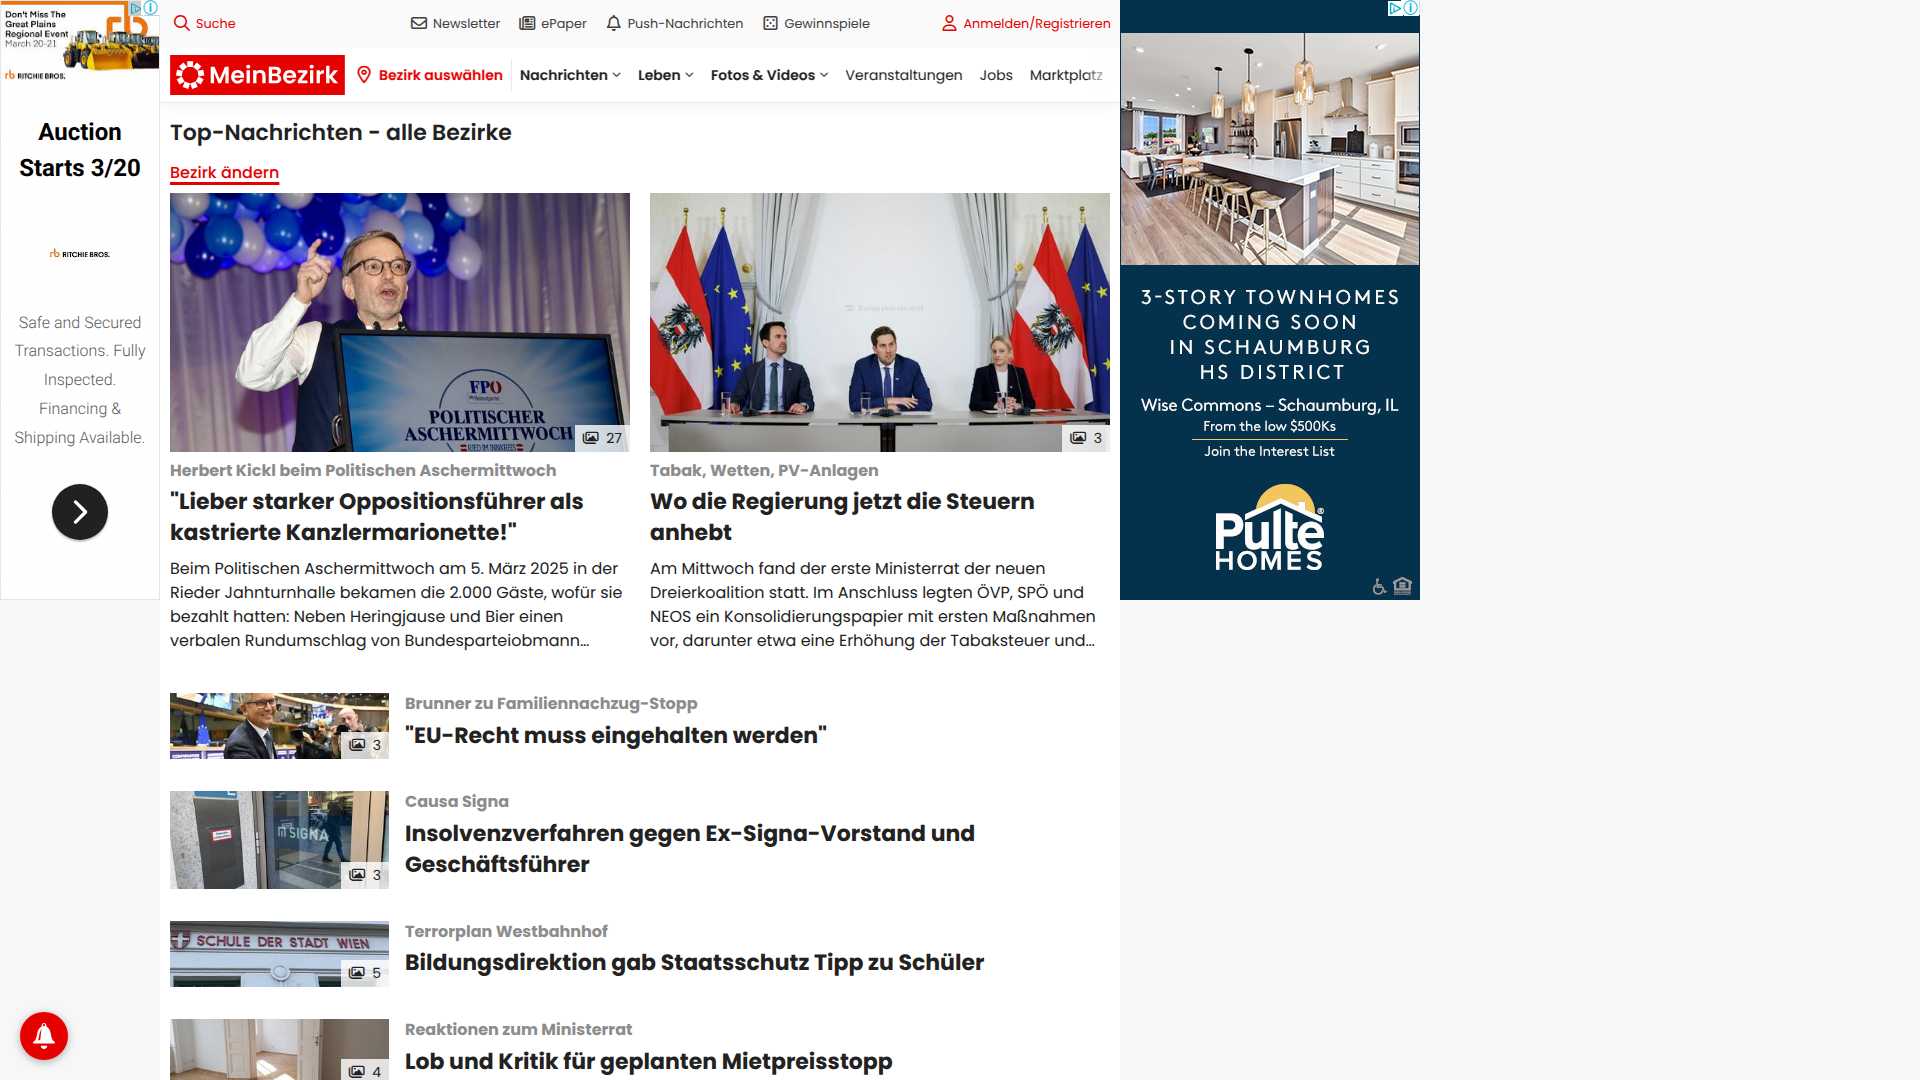 Don't Miss The
Great Plains
Regional Event
March 20-21
rb RITCHIE BROS.
Auction
Starts 3/20
rb RITCHIE BROS.
Safe and Secured
Transactions. Fully
Inspected.
Financing &
Shipping Available.
Suche
Newsletter
ePaper
Push-Nachrichten
Gewinnspiele
Anmelden/Registrieren
MeinBezirk
Bezirk auswählen
Nachrichten
Leben
Fotos & Videos
Veranstaltungen
Jobs
Marktplatz
Top-Nachrichten - alle Bezirke
Bezirk ändern
FPÖ
POLITISCHER
ASCHERMITTWOCH
RIED IM INNKREIS
27
Herbert Kickl beim Politischen Aschermittwoch
"Lieber starker Oppositionsführer als
kastrierte Kanzlermarionette!"
Beim Politischen Aschermittwoch am 5. März 2025 in der
Rieder Jahnturnhalle bekamen die 2.000 Gäste, wofür sie
bezahlt hatten: Neben Heringjause und Bier einen
verbalen Rundumschlag von Bundesparteiobmann...
3
Tabak, Wetten, PV-Anlagen
Wo die Regierung jetzt die Steuern
anhebt
Am Mittwoch fand der erste Ministerrat der neuen
Dreierkoalition statt. Im Anschluss legten ÖVP, SPÖ und
NEOS ein Konsolidierungspapier mit ersten Maßnahmen
vor, darunter etwa eine Erhöhung der Tabaksteuer und...
3
Brunner zu Familiennachzug-Stopp
"EU-Recht muss eingehalten werden"
SIGNA
3
Causa Signa
Insolvenzverfahren gegen Ex-Signa-Vorstand und
Geschäftsführer
SCHULE DER STADT WIEN
5
Terrorplan Westbahnhof
Bildungsdirektion gab Staatsschutz Tipp zu Schüler
4
Reaktionen zum Ministerrat
Lob und Kritik für geplanten Mietpreisstopp
3-STORY TOWNHOMES
COMING SOON
IN SCHAUMBURG
HS DISTRICT
Wise Commons – Schaumburg, IL
From the low $500Ks
Join the Interest List
Pulte®
HOMES